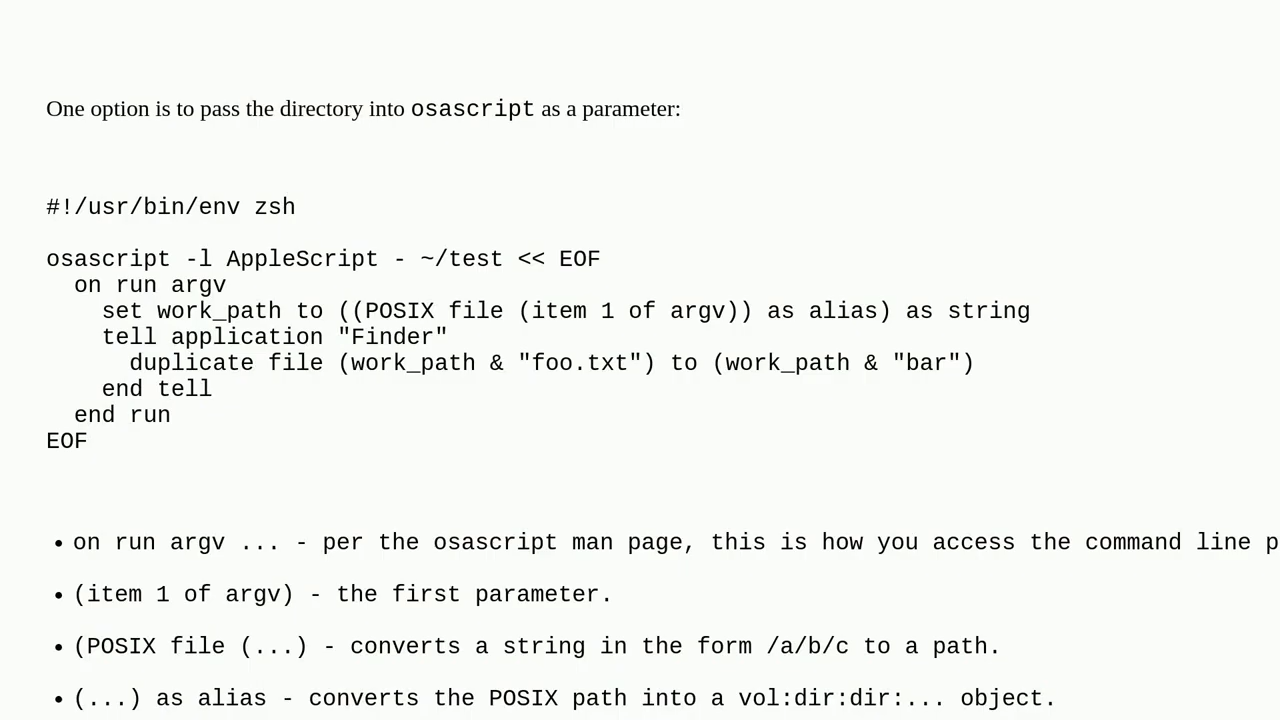 One option is to pass the directory into osascript as a parameter:
#!/usr/bin/env zsh
osascript -l AppleScript - ~/test << EOF
  on run argv
    set work_path to ((POSIX file (item 1 of argv)) as alias) as string
    tell application "Finder"
      duplicate file (work_path & "foo.txt") to (work_path & "bar")
    end tell
  end run
EOF
• on run argv ... - per the osascript man page, this is how you access the command line
• (item 1 of argv) - the first parameter.
• (POSIX file (...) - converts a string in the form /a/b/c to a path.
• (...) as alias - converts the POSIX path into a vol:dir:dir:... object.